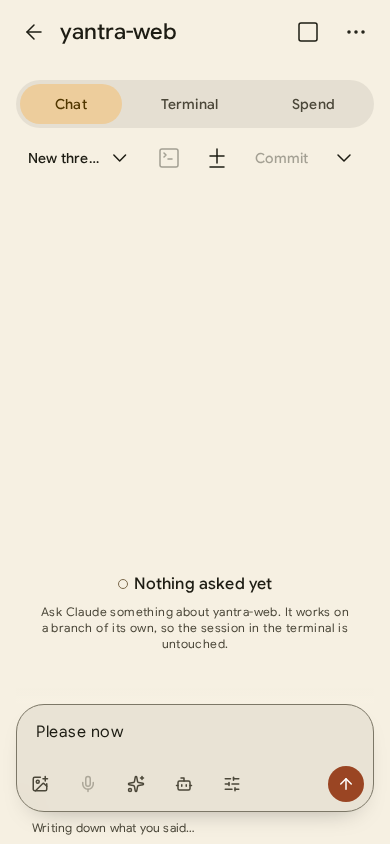 yantra-web
Chat Terminal Spend
New thre... Commit
Nothing asked yet
Ask Claude something about yantra-web. It works on
a branch of its own, so the session in the terminal is
untouched.
Please now
Writing down what you said...